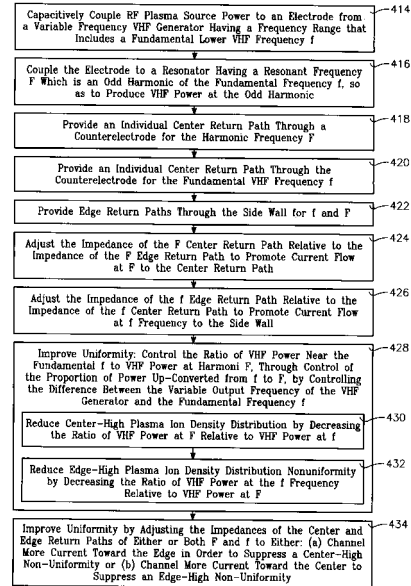 Capacitively Couple RF Plasma Source Power to an Electrode from
a Variable Frequency VHF Generator Having a Frequency Range that
Includes a Fundamental Lower VHF Frequency f
414
Couple the Electrode to a Resonator Having a Resonant Frequency
F Which is an Odd Harmonic of the Fundamental Frequency f, so
as to Produce VHF Power at the Odd Harmonic
416
Provide an Individual Center Return Path Through a
Counterelectrode for the Harmonic Frequency F
418
Provide an Individual Center Return Path Through the
Counterelectrode for the Fundamental VHF Frequency f
420
Provide Edge Return Paths Through the Side Wall for f and F
422
Adjust the Impedance of the F Center Return Path Relative to the
Impedance of the F Edge Return Path to Promote Current Flow
at F to the Center Return Path
424
Adjust the Impedance of the f Edge Return Path Relative to the
Impedance of the f Center Return Path to Promote Current Flow
at f Frequency to the Side Wall
426
Improve Uniformity: Control the Ratio of VHF Power Near the
Fundamental f to VHF Power at Harmoni F, Through Control of
the Proportion of Power Up-Converted from f to F, by Controlling
the Difference Between the Variable Output Frequency of the VHF
Generator and the Fundamental Frequency f
428
Reduce Center-High Plasma Ion Density Distribution by Decreasing
the Ratio of VHF Power at F Relative to VHF Power at f
430
Reduce Edge-High Plasma Ion Density Distribution Nonuniformity
by Decreasing the Ratio of VHF Power at the f Frequency
Relative to VHF Power at F
432
Improve Uniformity by Adjusting the Impedances of the Center and
Edge Return Paths of Either or Both F and f to Either: (a) Channel
More Current Toward the Edge in Order to Suppress a Center-High
Non-Uniformity or (b) Channel More Current Toward the Center to
Suppress an Edge-High Non-Uniformity
434